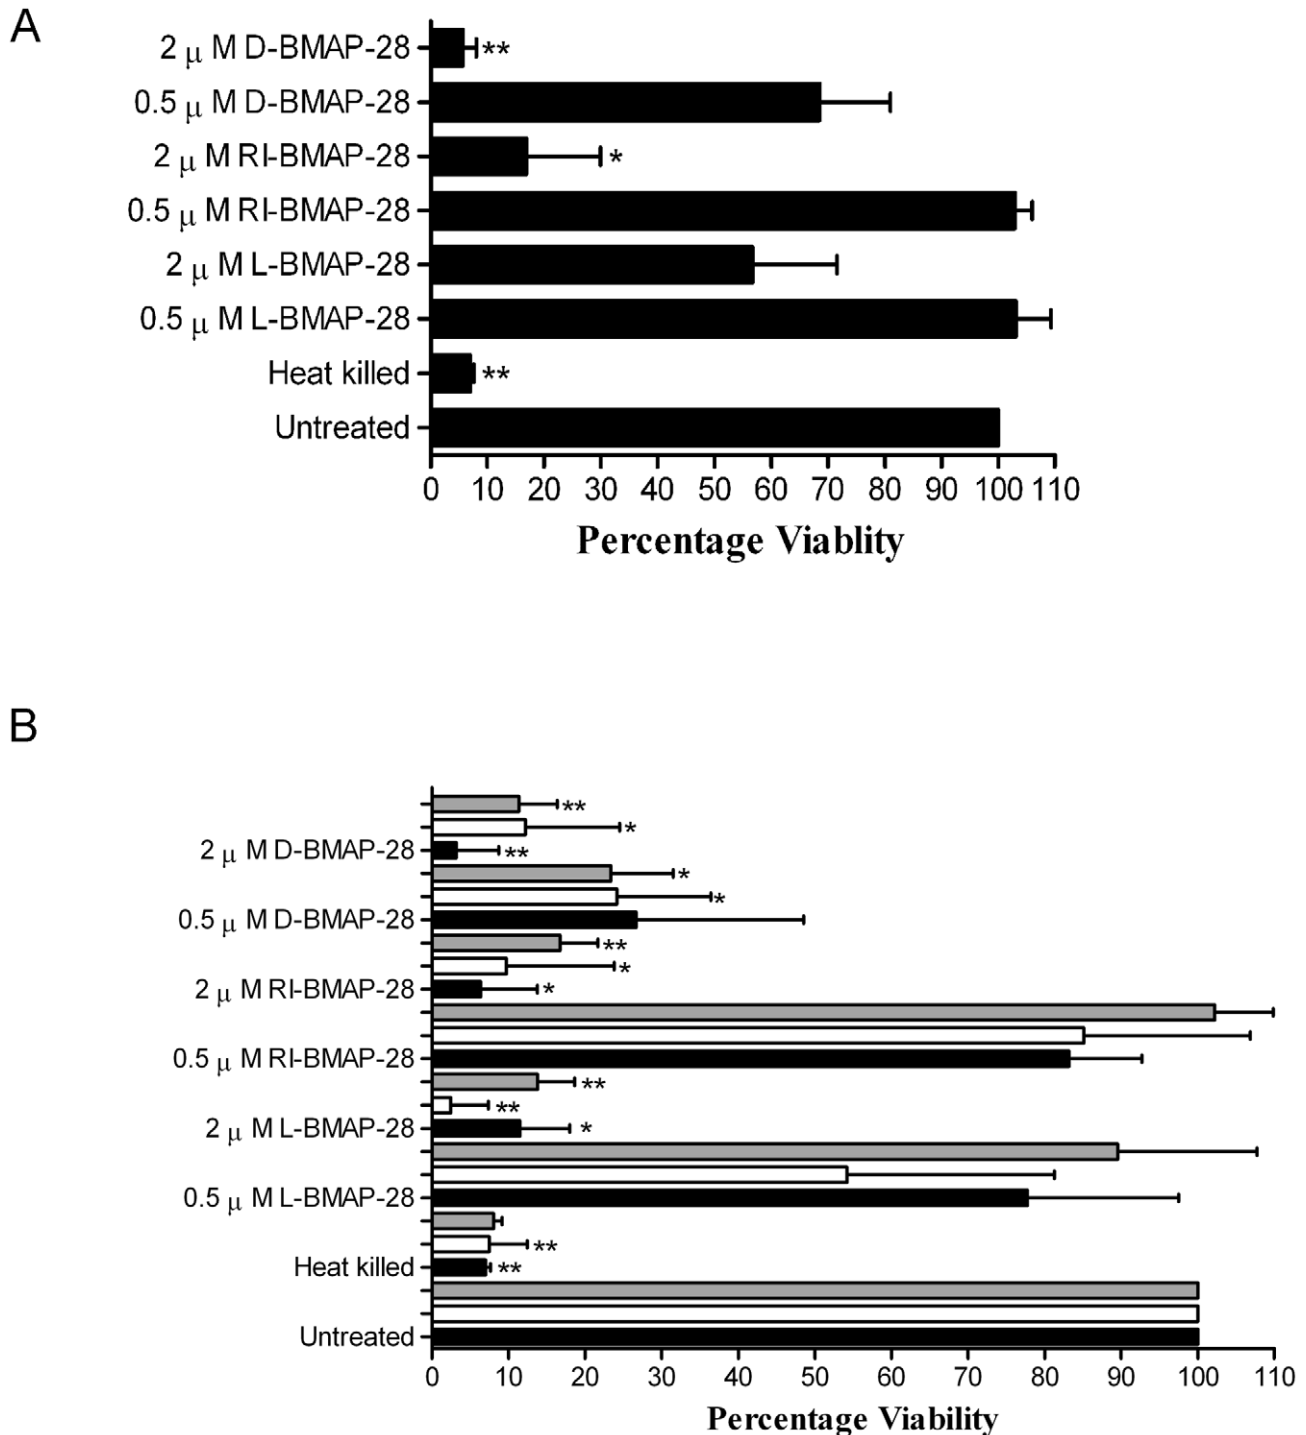 A
2 μ M D-BMAP-28
**
0.5 μ M D-BMAP-28
2 μ M RI-BMAP-28
*
0.5 μ M RI-BMAP-28
2 μ M L-BMAP-28
0.5 μ M L-BMAP-28
Heat killed
**
Untreated
0 10 20 30 40 50 60 70 80 90 100 110
Percentage Viablity
B
**
*
2 μ M D-BMAP-28 **
*
*
0.5 μ M D-BMAP-28
**
*
2 μ M RI-BMAP-28 *
0.5 μ M RI-BMAP-28
**
**
2 μ M L-BMAP-28 *
0.5 μ M L-BMAP-28
**
Heat killed **
Untreated
0 10 20 30 40 50 60 70 80 90 100 110
Percentage Viability